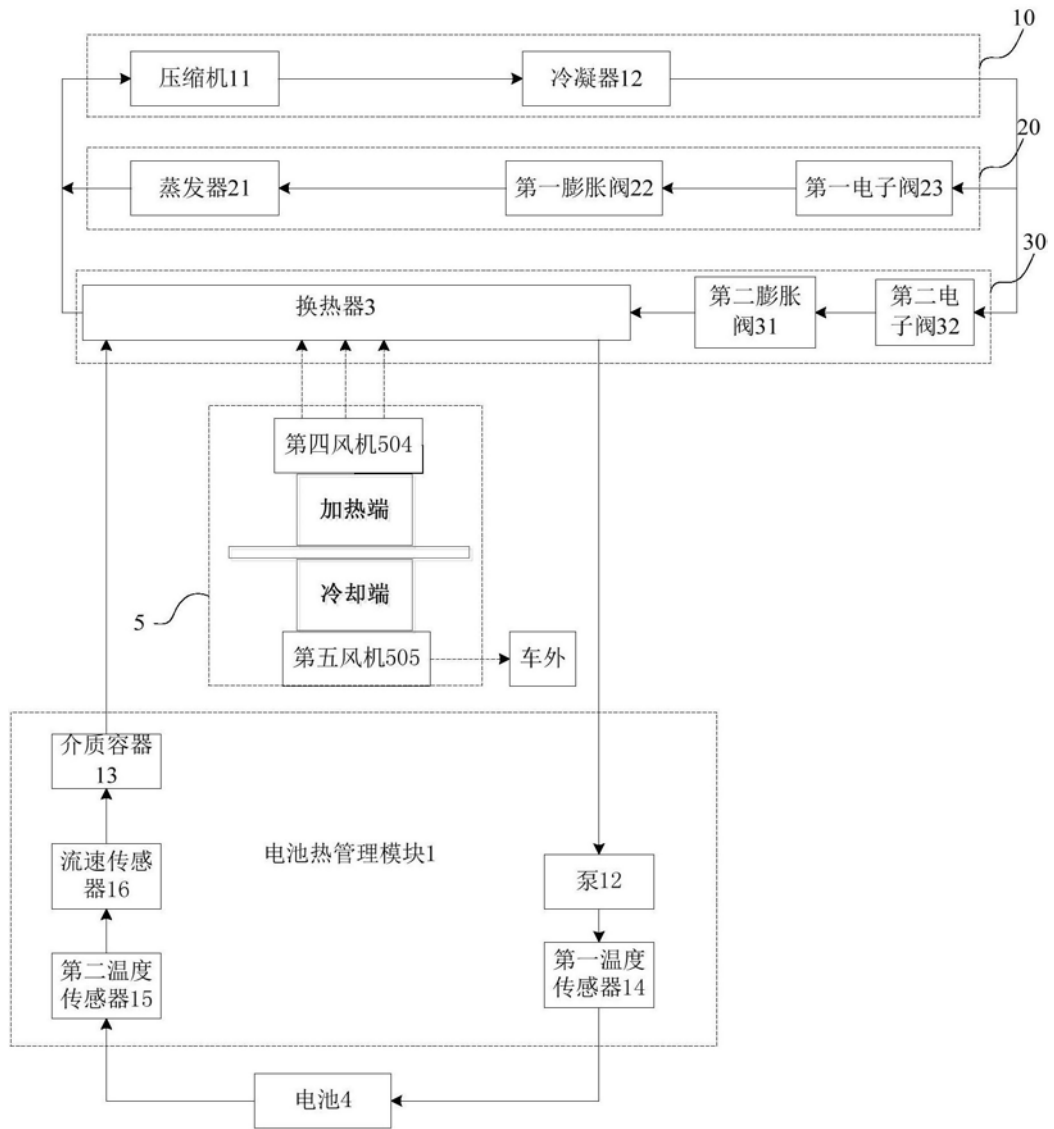 10
压缩机11
冷凝器12
20
蒸发器21
第一膨胀阀22
第一电子阀23
30
换热器3
第二膨胀
阀31
第二电
子阀32
第四风机504
加热端
冷却端
5
第五风机505
车外
介质容器
13
电池热管理模块1
流速传感
器16
泵12
第二温度
传感器15
第一温度
传感器14
电池4